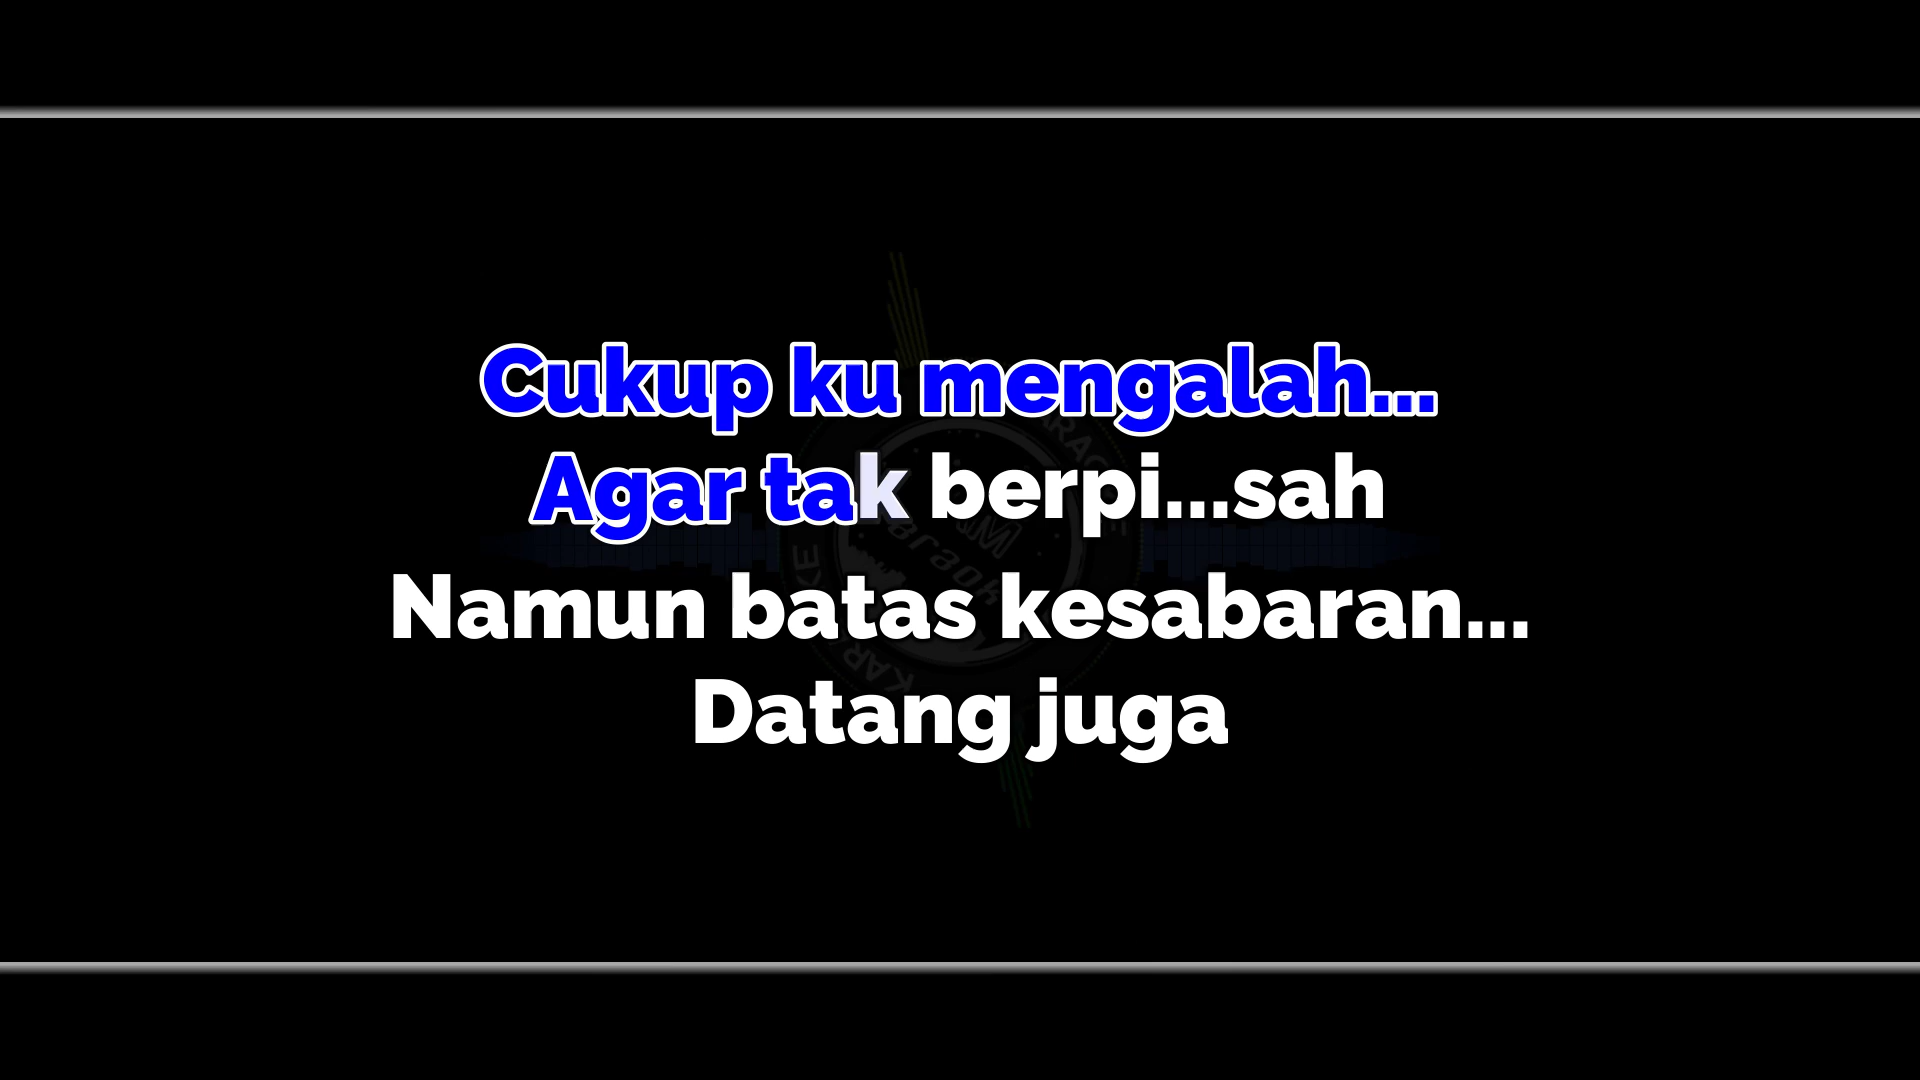 Cukup ku mengalah...
Agar tak berpi...sah
Namun batas kesabaran...
Datang juga